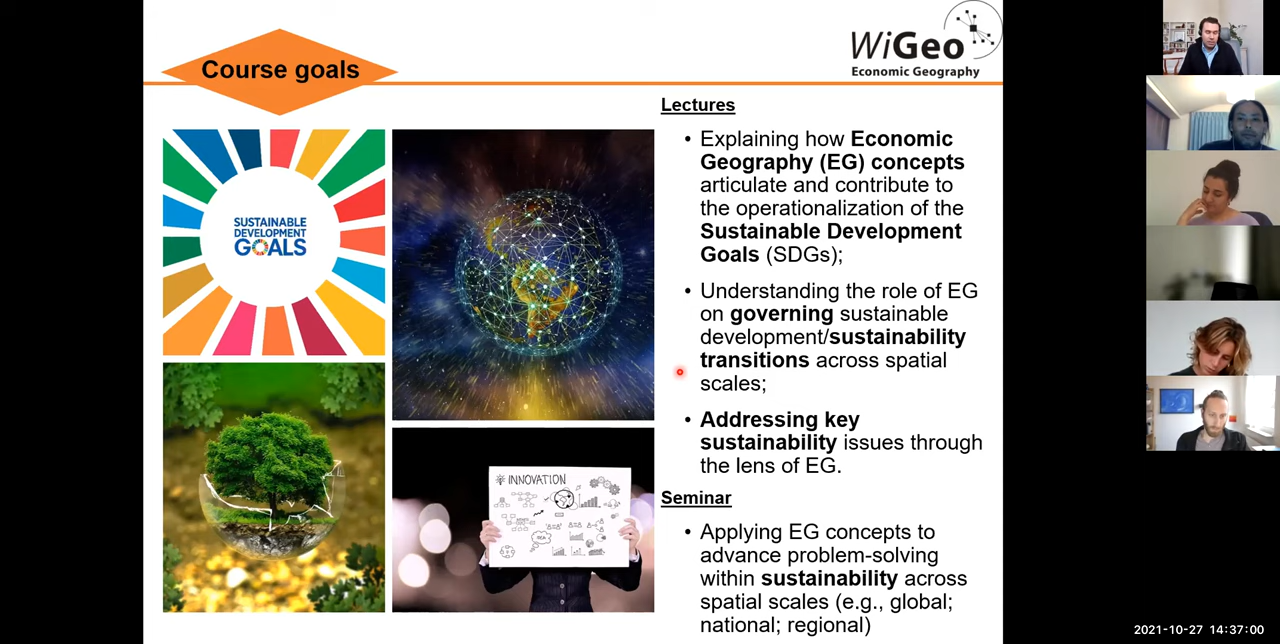 Course goals
WiGeo
Economic Geography
SUSTAINABLE
DEVELOPMENT
GOALS
INNOVATION
IDEA
Lectures
• Explaining how Economic
Geography (EG) concepts
articulate and contribute to
the operationalization of the
Sustainable Development
Goals (SDGs);
• Understanding the role of EG
on governing sustainable
development/sustainability
transitions across spatial
scales;
• Addressing key
sustainability issues through
the lens of EG.
Seminar
• Applying EG concepts to
advance problem-solving
within sustainability across
spatial scales (e.g., global;
national; regional)
2021-10-27 14:37:00